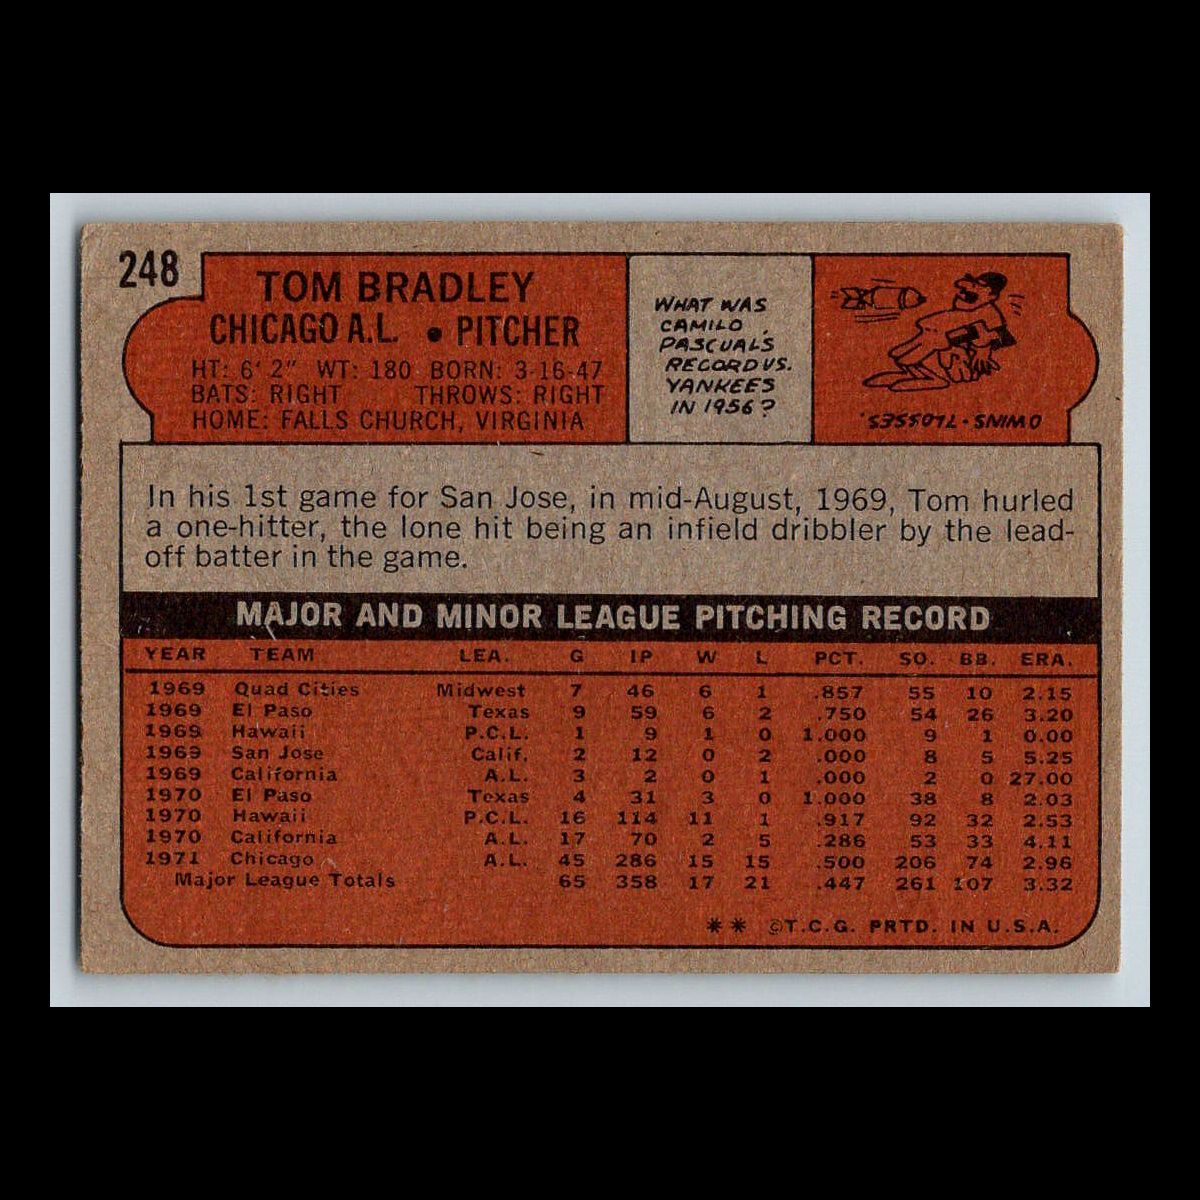 248
TOM BRADLEY
CHICAGO A.L. • PITCHER
HT: 6' 2" WT: 180 BORN: 3-16-47
BATS: RIGHT THROWS: RIGHT
HOME: FALLS CHURCH, VIRGINIA
WHAT WAS
CAMILO
PASCUALS
RECORD VS.
YANKEES
IN 1956?
0WINS-7LOSSES.
In his 1st game for San Jose, in mid-August, 1969, Tom hurled
a one-hitter, the lone hit being an infield dribbler by the lead-
off batter in the game.
MAJOR AND MINOR LEAGUE PITCHING RECORD
YEAR TEAM LEA. G IP W L PCT. SO. BB. ERA.
1969 Quad Cities Midwest 7 46 6 1 .857 55 10 2.15
1969 El Paso Texas 9 59 6 2 .750 54 26 3.20
1969 Hawaii P.C.L. 1 9 1 0 1.000 9 1 0.00
1969 San Jose Calif. 2 12 0 2 .000 8 5 5.25
1969 California A.L. 3 2 0 1 .000 2 0 27.00
1970 El Paso Texas 4 31 3 0 1.000 38 8 2.03
1970 Hawaii P.C.L. 16 114 11 1 .917 92 32 2.53
1970 California A.L. 17 70 2 5 .286 53 33 4.11
1971 Chicago A.L. 45 286 15 15 .500 206 74 2.96
Major League Totals 65 358 17 21 .447 261 107 3.32
** ©T.C.G. PRTD. IN U.S.A.